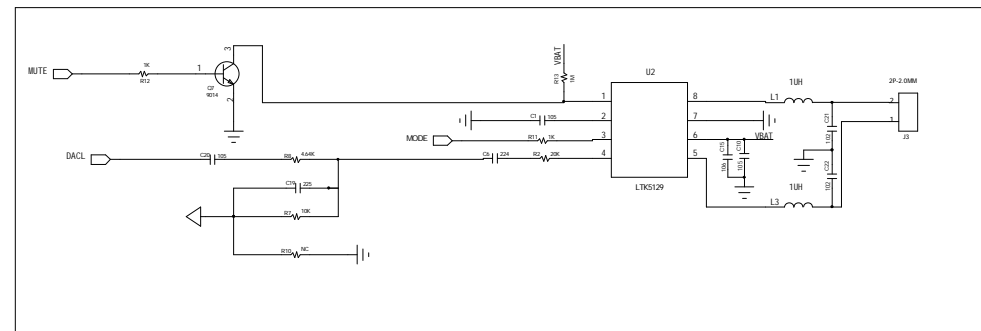 MUTE
1K
R12
1
3
Q7
9014
2
VBAT
R13
1M
U2
1
2
3
4
8
7
6
5
LTK5129
C1
105
MODE
R11
1K
DACL
C20
105
R8
4.64K
C6
224
R2
20K
C19
225
R7
10K
R10
NC
VBAT
C15
106
C10
105
L1
1UH
L3
1UH
C21
102
C22
102
2P-2.0MM
2
1
J3